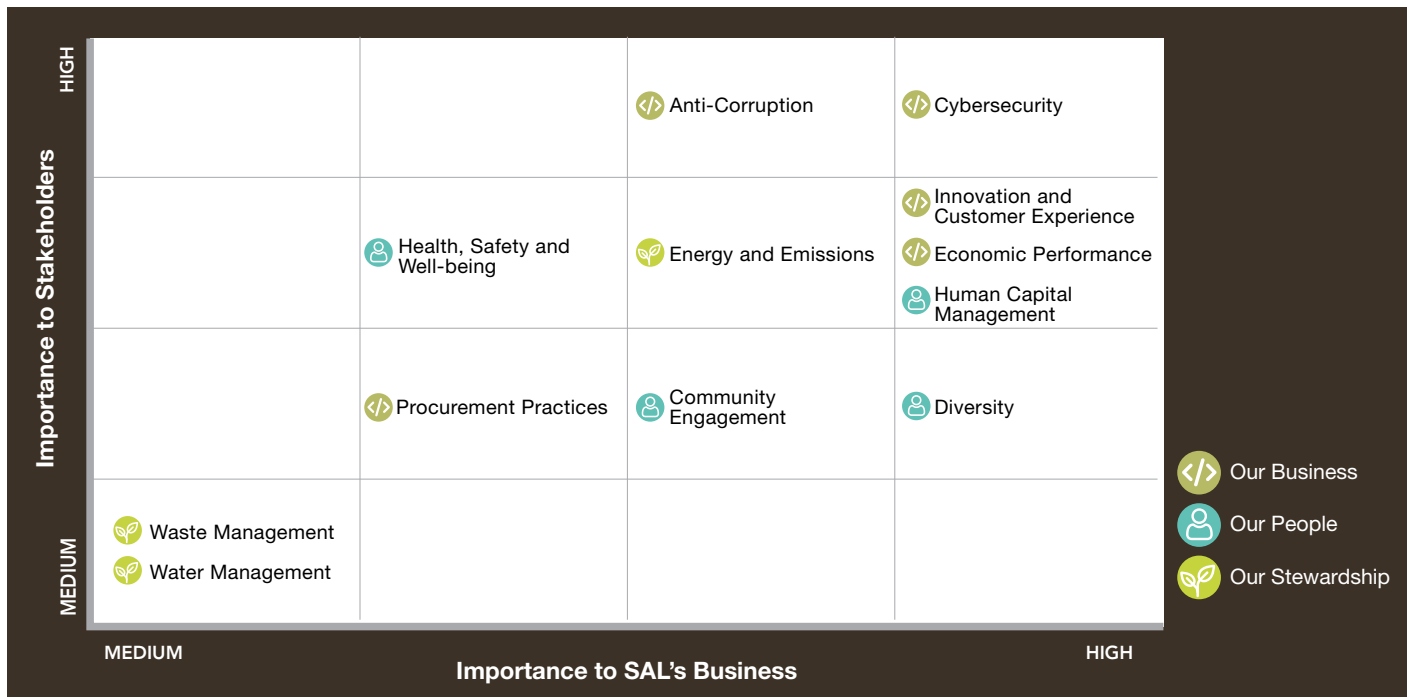 HIGH
Importance to Stakeholders
MEDIUM
Anti-Corruption
Cybersecurity
Health, Safety and
Well-being
Energy and Emissions
Innovation and
Customer Experience
Economic Performance
Human Capital
Management
Procurement Practices
Community
Engagement
Diversity
Waste Management
Water Management
MEDIUM
Importance to SAL's Business
HIGH
Our Business
Our People
Our Stewardship